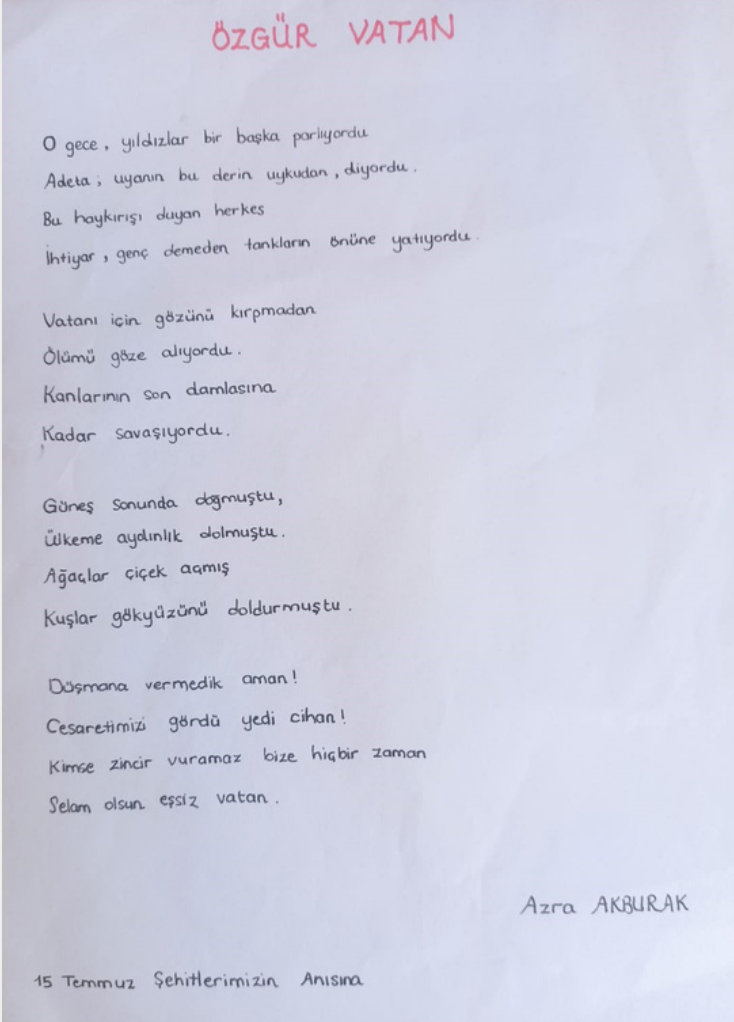 ÖZGÜR VATAN
O gece, yıldızlar bir başka parlıyordu
Adeta; uyanın bu derin uykudan, diyordu.
Bu haykırışı duyan herkes
İhtiyar, genç demeden tankların önüne yatıyordu.
Vatanı için gözünü kırpmadan
Ölümü göze alıyordu.
Kanlarının son damlasına
Kadar savaşıyordu.
Güneş sonunda doğmuştu,
Ülkeme aydınlık dolmuştu.
Ağaçlar çiçek açmış
Kuşlar gökyüzünü doldurmuştu.
Düşmana vermedik aman!
Cesaretimizi gördü yedi cihan!
Kimse zincir vuramaz bize hiçbir zaman
Selam olsun eşsiz vatan.
Azra AKBURAK
15 Temmuz Şehitlerimizin Anısına